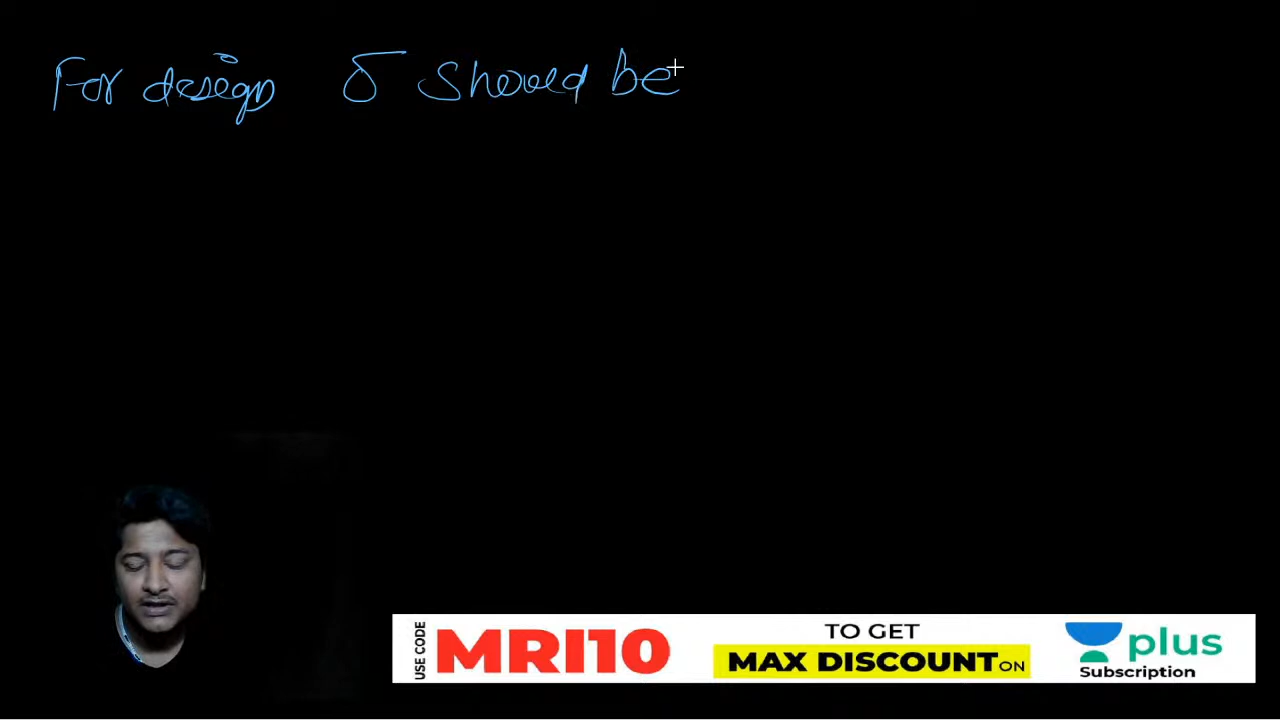 For design δ should be
USE CODE MRI10 TO GET MAX DISCOUNT ON plus Subscription